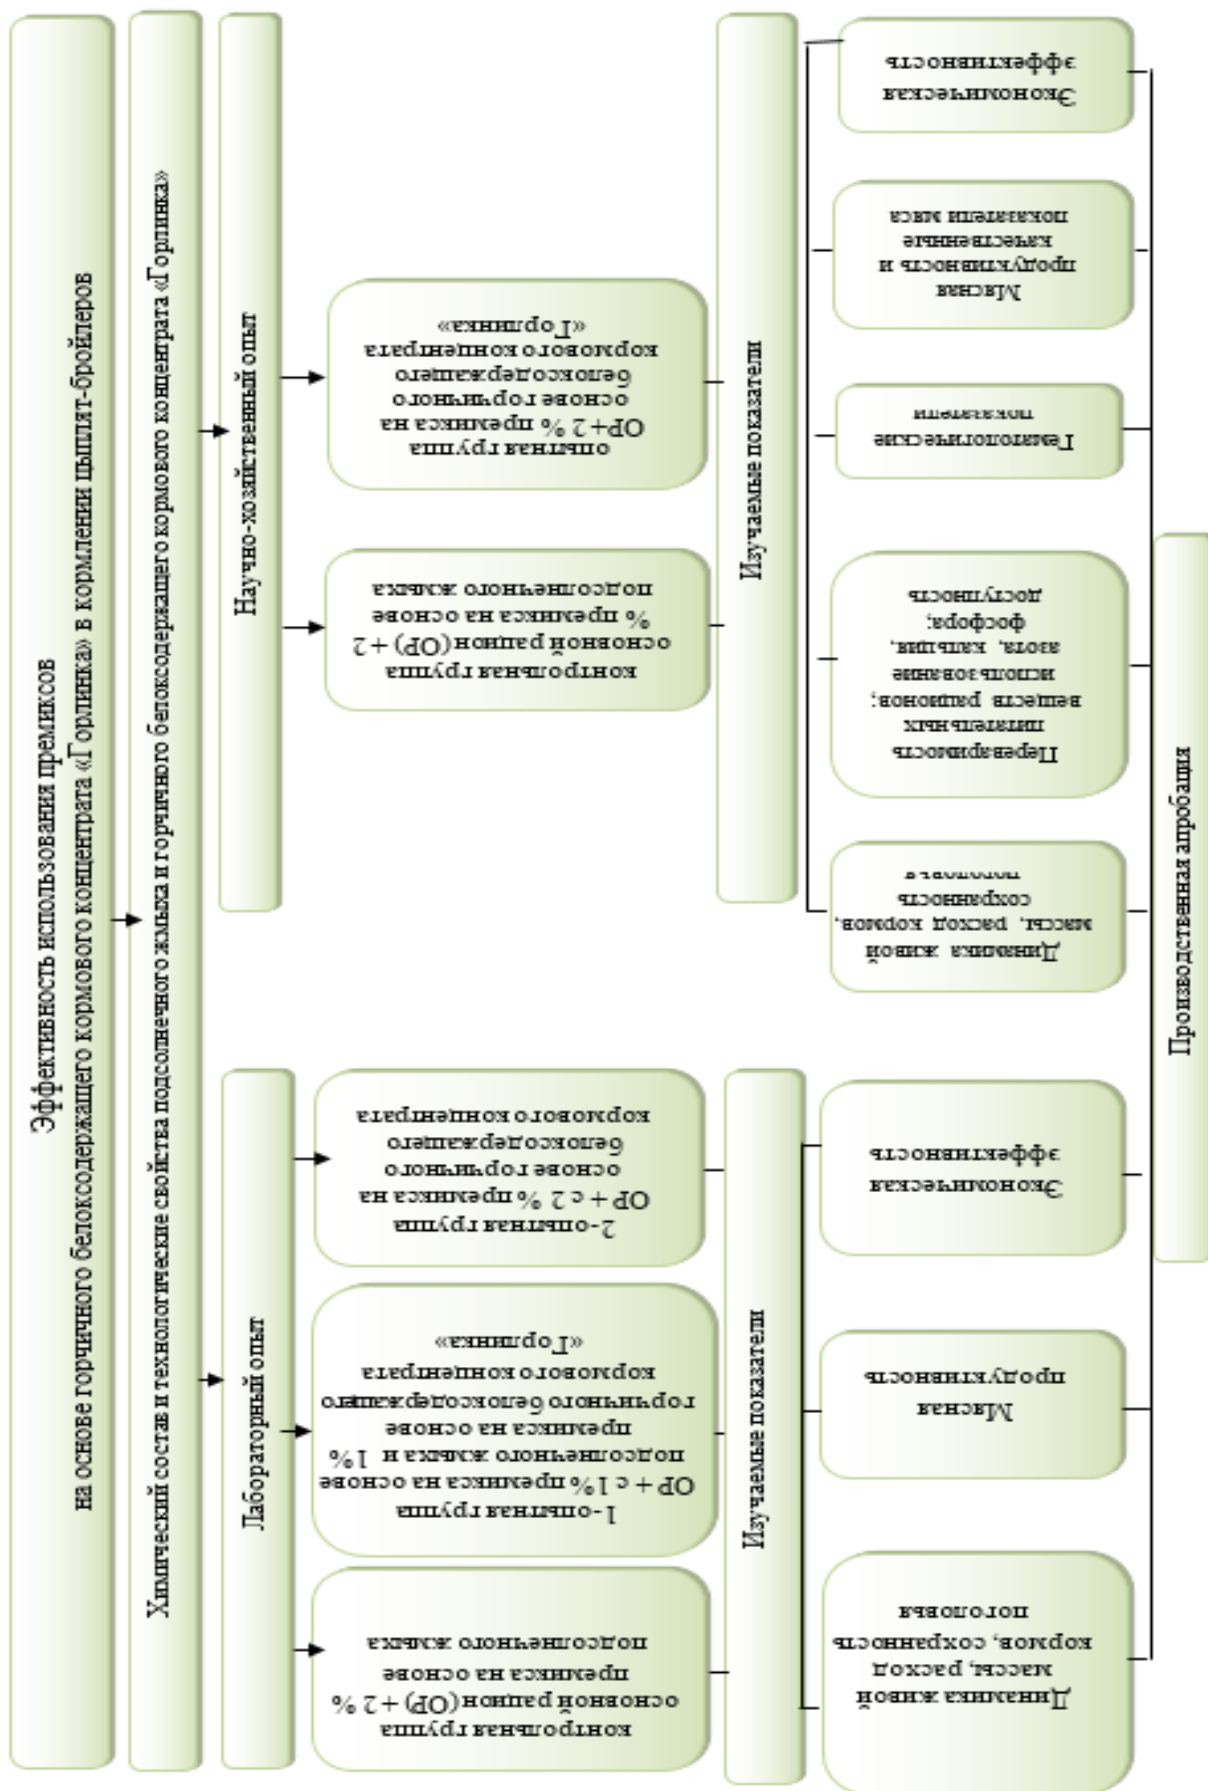 Эффективность использования премиксов
на основе горчичного белоксодержащего кормового концентрата «Горлинка» в кормлении цыплят-бройлеров
Химический состав и технологические свойства подсолнечного жмыха и горчичного белоксодержащего кормового концентрата «Горлинка»
Лабораторный опыт
Научно-хозяйственный опыт
контрольная группа
основной рацион (ОР) + 2 %
премикса на основе
подсолнечного жмыха
1-опытная группа
ОР + с 1% премикса на основе
подсолнечного жмыха и 1%
премикса на основе
горчичного белоксодержащего
кормового концентрата
«Горлинка»
2-опытная группа
ОР + с 2 % премикса на
основе горчичного
белоксодержащего
кормового концентрата
контрольная группа
основной рацион (ОР) + 2
% премикса на основе
подсолнечного жмыха
опытная группа
ОР+ 2 % премикса на
основе горчичного
белоксодержащего
кормового концентрата
«Горлинка»
Изучаемые показатели
Изучаемые показатели
Динамика живой
массы, расход
кормов, сохранность
поголовья
Мясная
продуктивность
Экономическая
эффективность
Динамика живой
массы, расход кормов,
сохранность
поголовья
Переваримость
питательных
веществ рационов;
использование
азота, кальция,
фосфора;
доступность
Гематологические
показатели
Мясная
продуктивность и
качественные
показатели мяса
Экономическая
эффективность
Производственная апробация